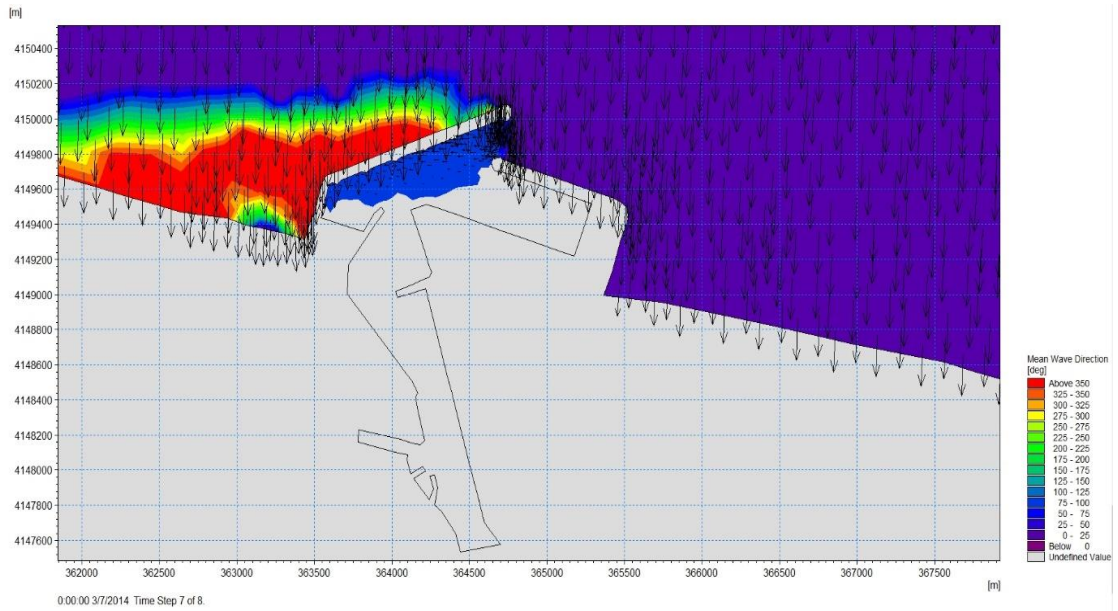 [m]
4150400
4150200
4150000
4149800
4149600
4149400
4149200
4149000
4148800
4148600
4148400
4148200
4148000
4147800
4147600
362000 362500 363000 363500 364000 364500 365000 365500 366000 366500 367000 367500
[m]
0:00:00 3/7/2014 Time Step 7 of 8.
Mean Wave Direction
[deg]
Above 350
325 - 350
300 - 325
275 - 300
250 - 275
225 - 250
200 - 225
175 - 200
150 - 175
125 - 150
100 - 125
75 - 100
50 - 75
25 - 50
0 - 25
Below 0
Undefined Value